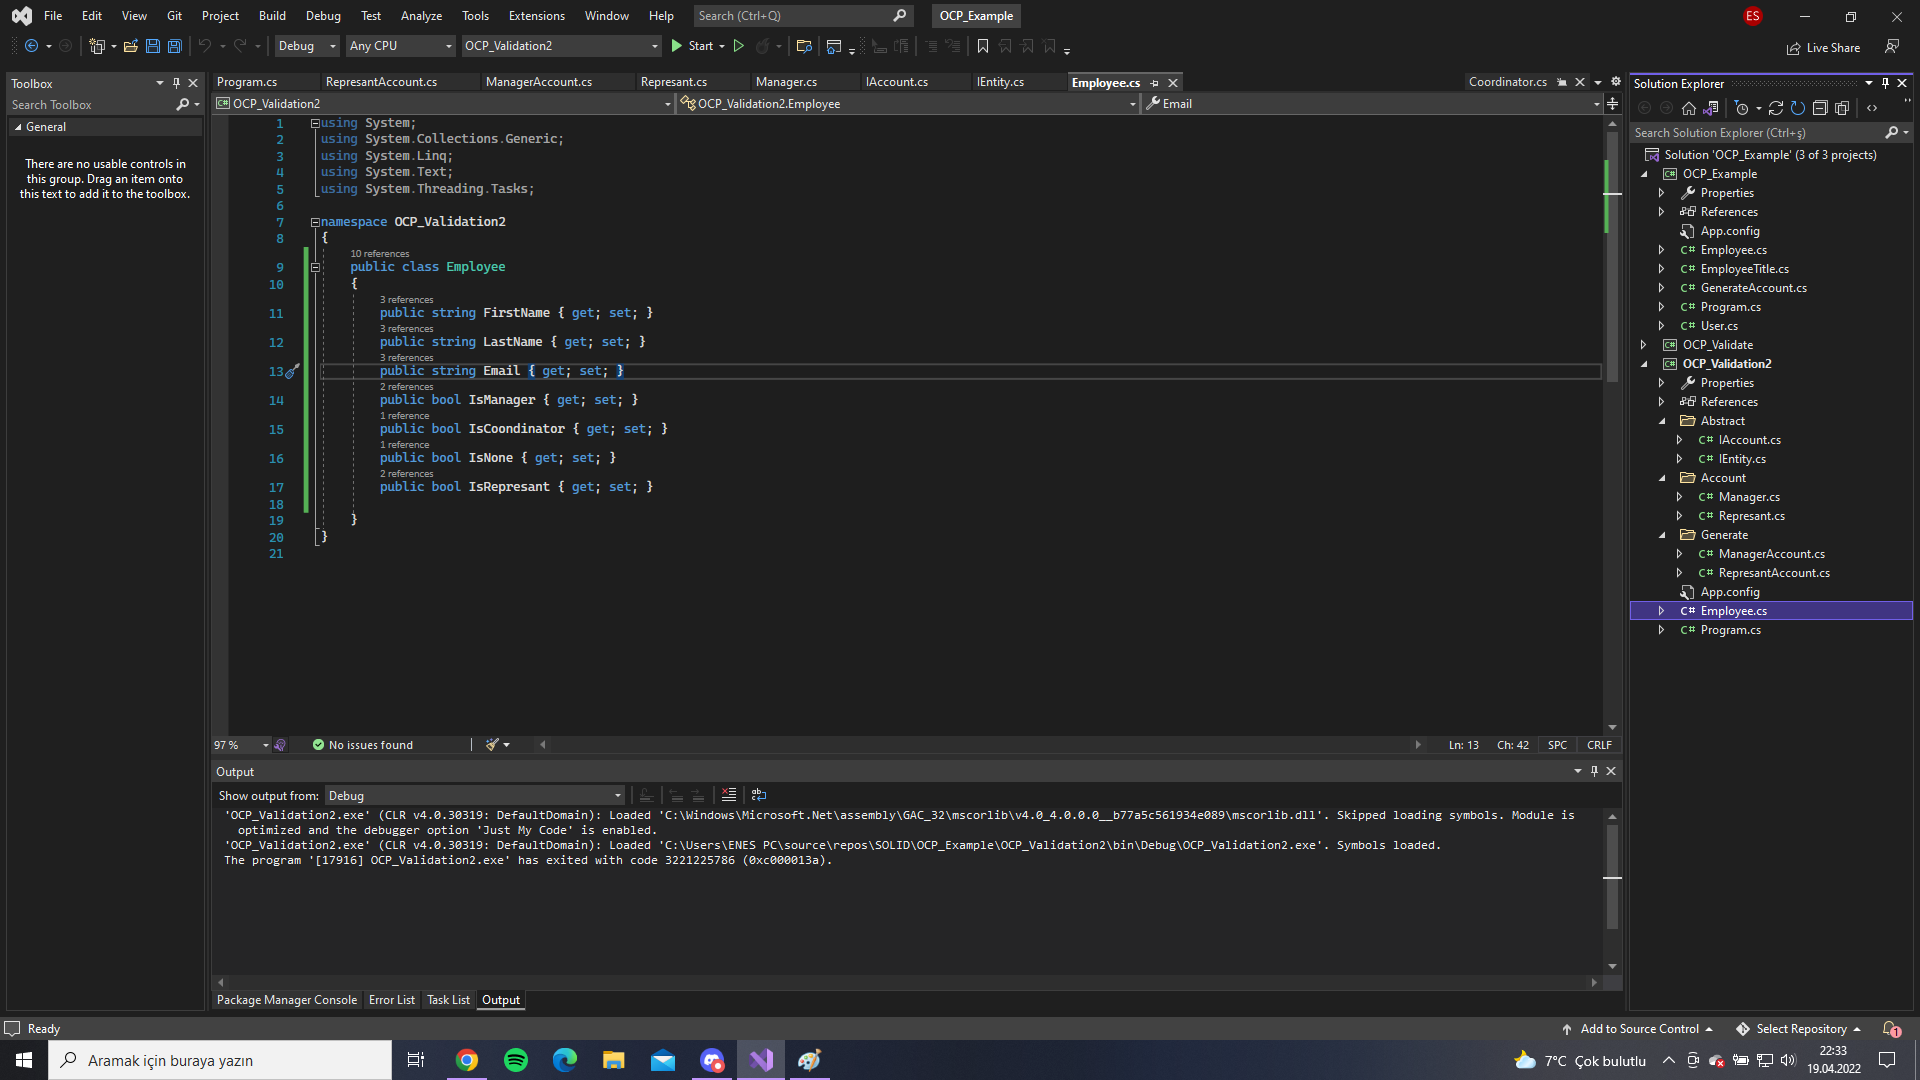 File Edit View Git Project Build Debug Test Analyze Tools Extensions Window Help Search (Ctrl+Q) OCP_Example ES
Debug Any CPU OCP_Validation2 Start Live Share
Toolbox
Search Toolbox
General
There are no usable controls in
this group. Drag an item onto
this text to add it to the toolbox.
Program.cs RepresantAccount.cs ManagerAccount.cs Represant.cs Manager.cs IAccount.cs IEntity.cs Employee.cs Coordinator.cs
OCP_Validation2 OCP_Validation2.Employee Email
1 using System;
2 using System.Collections.Generic;
3 using System.Linq;
4 using System.Text;
5 using System.Threading.Tasks;
6
7 namespace OCP_Validation2
8 {
10 references
9 public class Employee
10 {
3 references
11 public string FirstName { get; set; }
3 references
12 public string LastName { get; set; }
3 references
13 public string Email { get; set; }
2 references
14 public bool IsManager { get; set; }
1 reference
15 public bool IsCoondinator { get; set; }
1 reference
16 public bool IsNone { get; set; }
2 references
17 public bool IsRepresant { get; set; }
18
19 }
20 }
21
97 % No issues found Ln: 13 Ch: 42 SPC CRLF
Output
Show output from: Debug
'OCP_Validation2.exe' (CLR v4.0.30319: DefaultDomain): Loaded 'C:\Windows\Microsoft.Net\assembly\GAC_32\mscorlib\v4.0_4.0.0.0__b77a5c561934e089\mscorlib.dll'. Skipped loading symbols. Module is
optimized and the debugger option 'Just My Code' is enabled.
'OCP_Validation2.exe' (CLR v4.0.30319: DefaultDomain): Loaded 'C:\Users\ENES PC\source\repos\SOLID\OCP_Example\OCP_Validation2\bin\Debug\OCP_Validation2.exe'. Symbols loaded.
The program '[17916] OCP_Validation2.exe' has exited with code 3221225786 (0xc000013a).
Package Manager Console Error List Task List Output
Solution Explorer
Search Solution Explorer (Ctrl+ş)
Solution 'OCP_Example' (3 of 3 projects)
OCP_Example
Properties
References
App.config
C# Employee.cs
C# EmployeeTitle.cs
C# GenerateAccount.cs
C# Program.cs
C# User.cs
OCP_Validate
OCP_Validation2
Properties
References
Abstract
C# IAccount.cs
C# IEntity.cs
Account
C# Manager.cs
C# Represant.cs
Generate
C# ManagerAccount.cs
C# RepresantAccount.cs
App.config
C# Employee.cs
C# Program.cs
Ready Add to Source Control Select Repository 1
Aramak için buraya yazın 7°C Çok bulutlu 22:33
19.04.2022